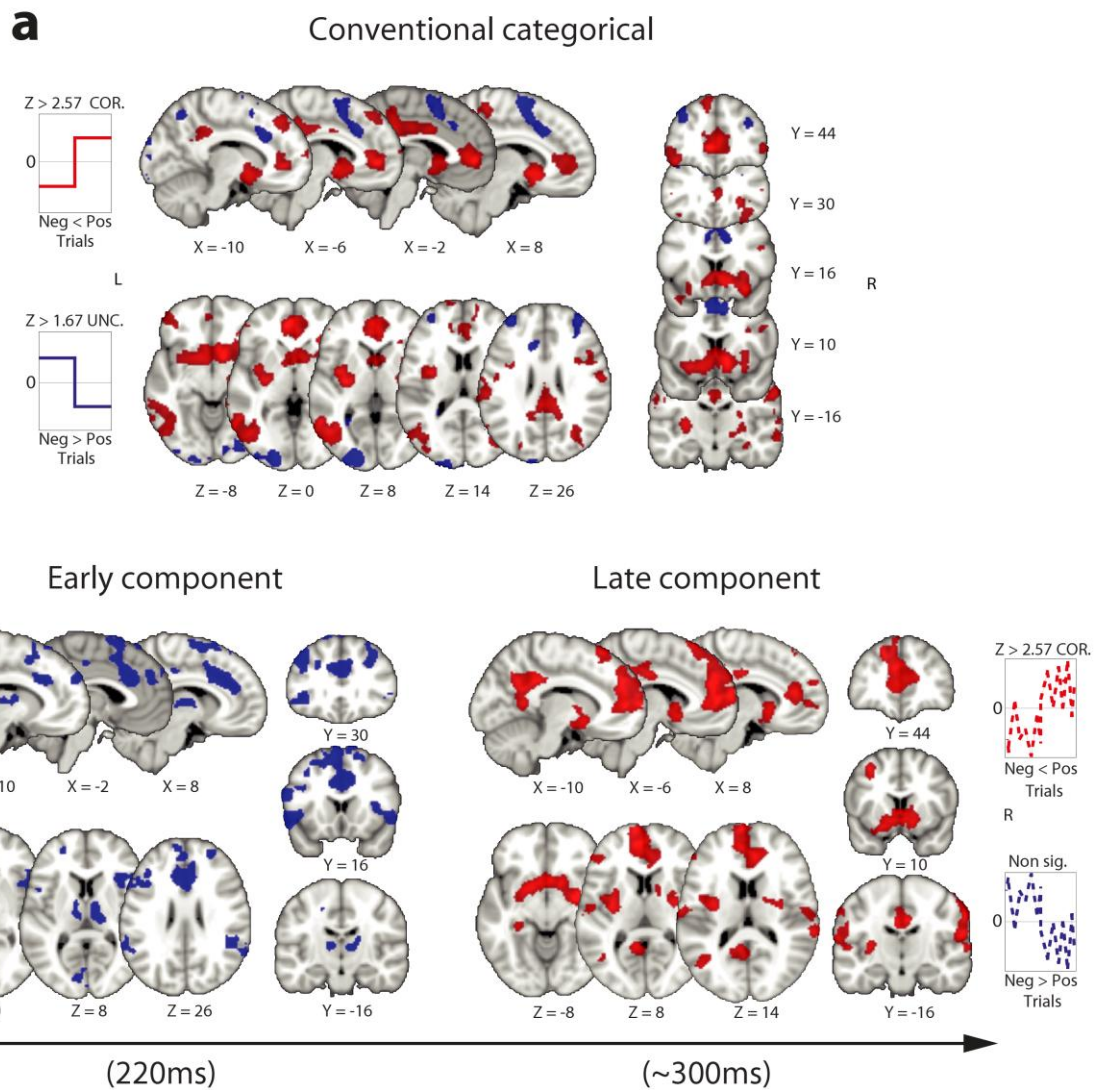 a
Conventional categorical
Z > 2.57 COR.
0
Neg < Pos
Trials
X = -10
X = -6
X = -2
X = 8
L
Z > 1.67 UNC.
0
Neg > Pos
Trials
Z = -8
Z = 0
Z = 8
Z = 14
Z = 26
Y = 44
Y = 30
Y = 16
R
Y = 10
Y = -16
Early component
10
X = -2
X = 8
Y = 30
Y = 16
Z = 8
Z = 26
Y = -16
(220ms)
Late component
X = -10
X = -6
X = 8
Y = 44
Y = 10
Z = -8
Z = 8
Z = 14
Y = -16
Z > 2.57 COR.
0
Neg < Pos
Trials
R
Non sig.
0
Neg > Pos
Trials
(~300ms)